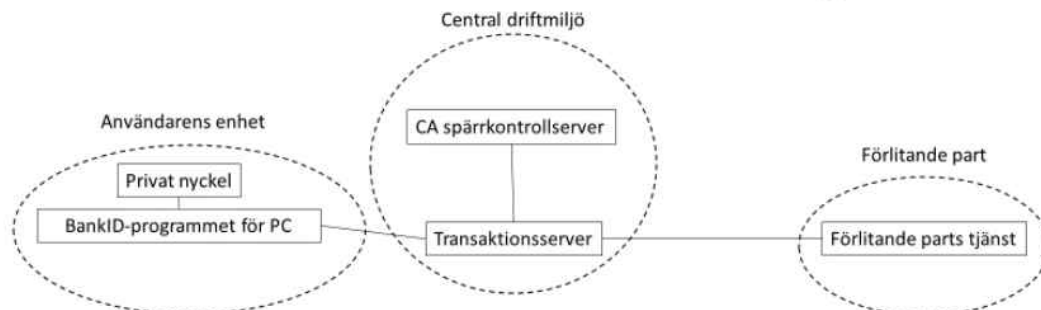 Central driftmiljö
Användarens enhet
CA spärrkontrollserver
Förlitande part
Privat nyckel
BankID-programmet för PC
Transaktionsserver
Förlitande parts tjänst